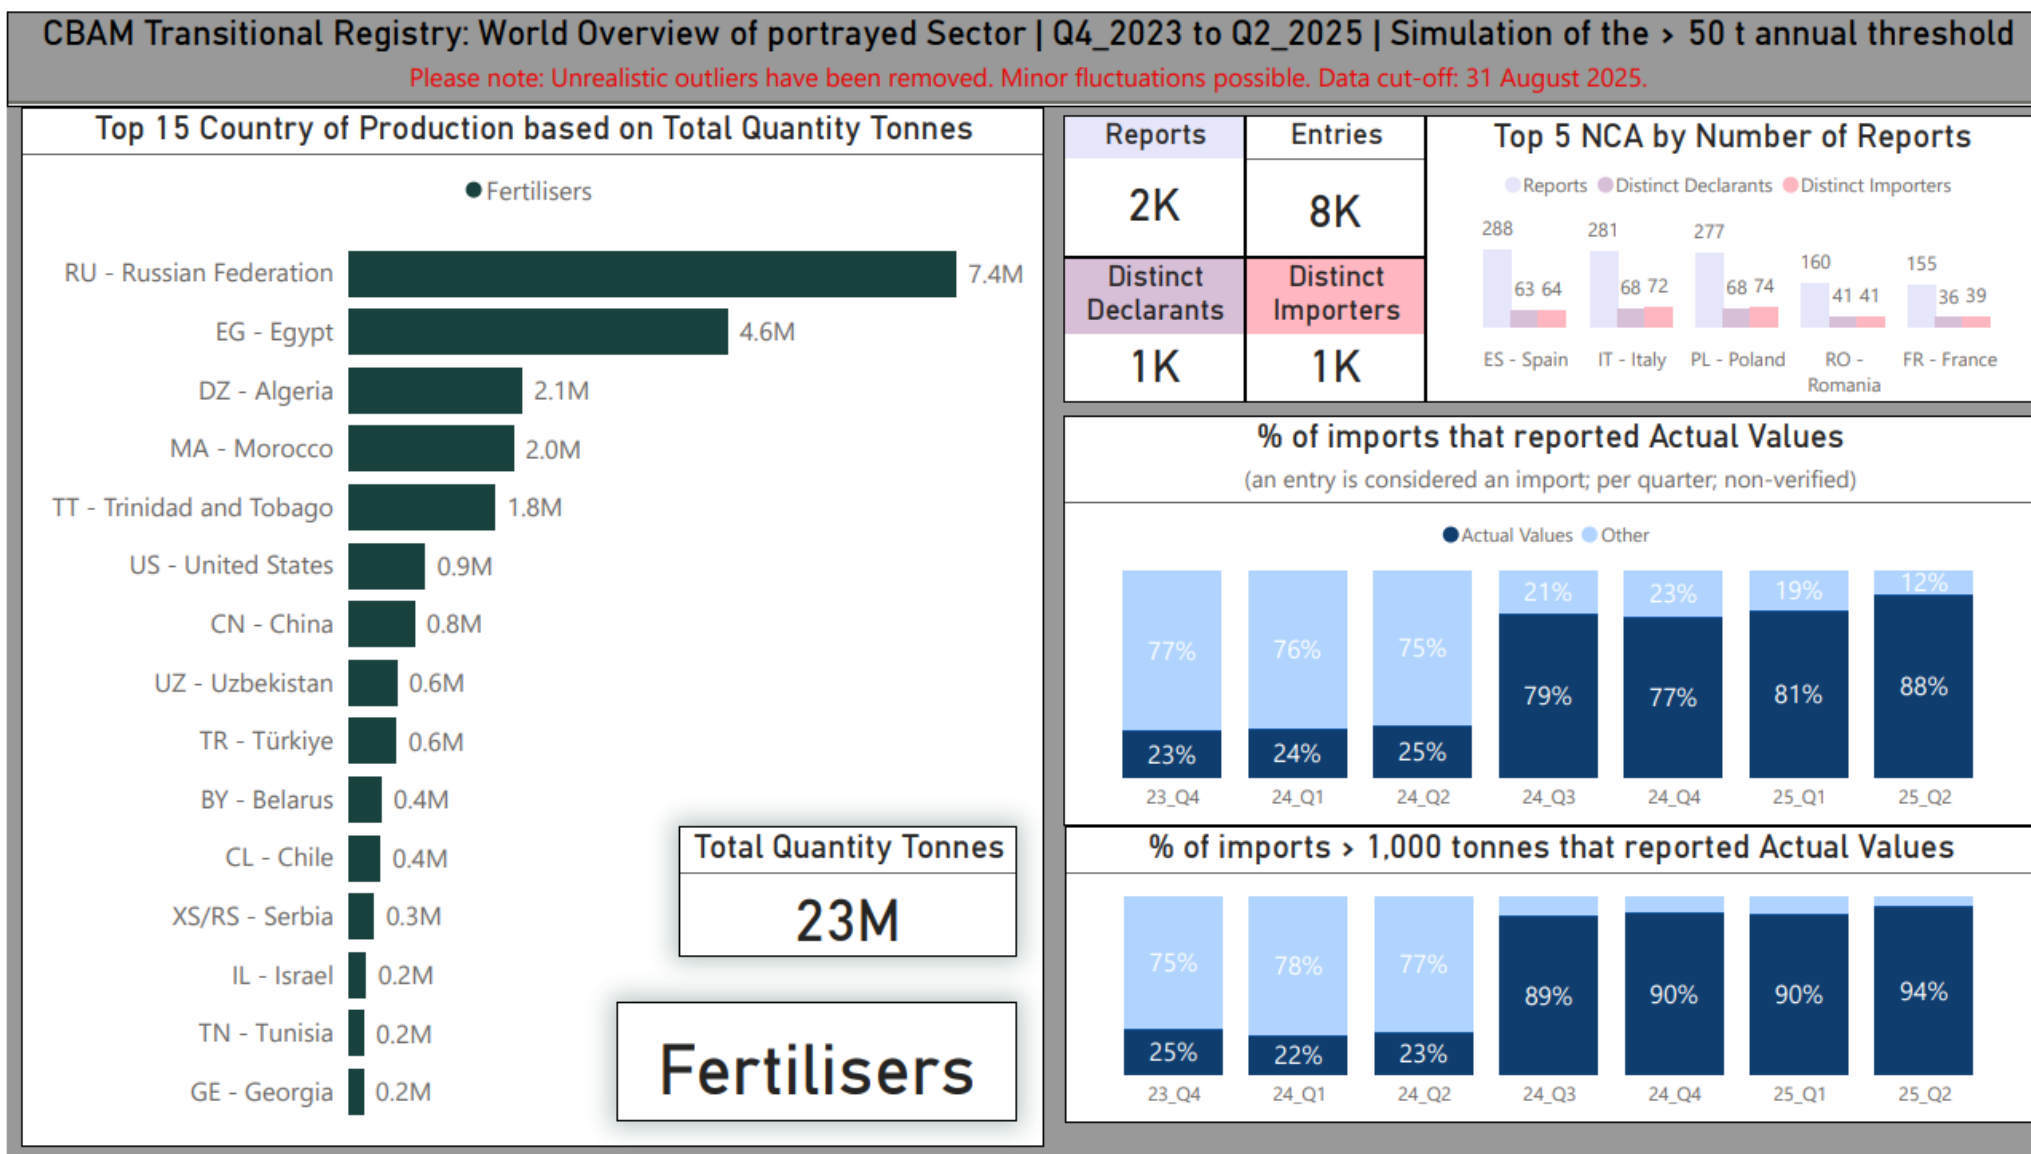 CBAM Transitional Registry: World Overview of portrayed Sector | Q4_2023 to Q2_2025 | Simulation of the > 50 t annual threshold
Please note: Unrealistic outliers have been removed. Minor fluctuations possible. Data cut-off: 31 August 2025.
Top 15 Country of Production based on Total Quantity Tonnes
Fertilisers
RU - Russian Federation 7.4M
EG - Egypt 4.6M
DZ - Algeria 2.1M
MA - Morocco 2.0M
TT - Trinidad and Tobago 1.8M
US - United States 0.9M
CN - China 0.8M
UZ - Uzbekistan 0.6M
TR - Türkiye 0.6M
BY - Belarus 0.4M
CL - Chile 0.4M
XS/RS - Serbia 0.3M
IL - Israel 0.2M
TN - Tunisia 0.2M
GE - Georgia 0.2M
Total Quantity Tonnes
23M
Fertilisers
Reports
2K
Entries
8K
Distinct
Declarants
1K
Distinct
Importers
1K
Top 5 NCA by Number of Reports
Reports Distinct Declarants Distinct Importers
288 281 277 160 155
63 64 68 72 68 74 41 41 36 39
ES - Spain IT - Italy PL - Poland RO - FR - France
Romania
% of imports that reported Actual Values
(an entry is considered an import; per quarter; non-verified)
Actual Values Other
77% 76% 75% 21% 23% 19% 12%
23% 24% 25% 79% 77% 81% 88%
23_Q4 24_Q1 24_Q2 24_Q3 24_Q4 25_Q1 25_Q2
% of imports > 1,000 tonnes that reported Actual Values
75% 78% 77%
25% 22% 23% 89% 90% 90% 94%
23_Q4 24_Q1 24_Q2 24_Q3 24_Q4 25_Q1 25_Q2